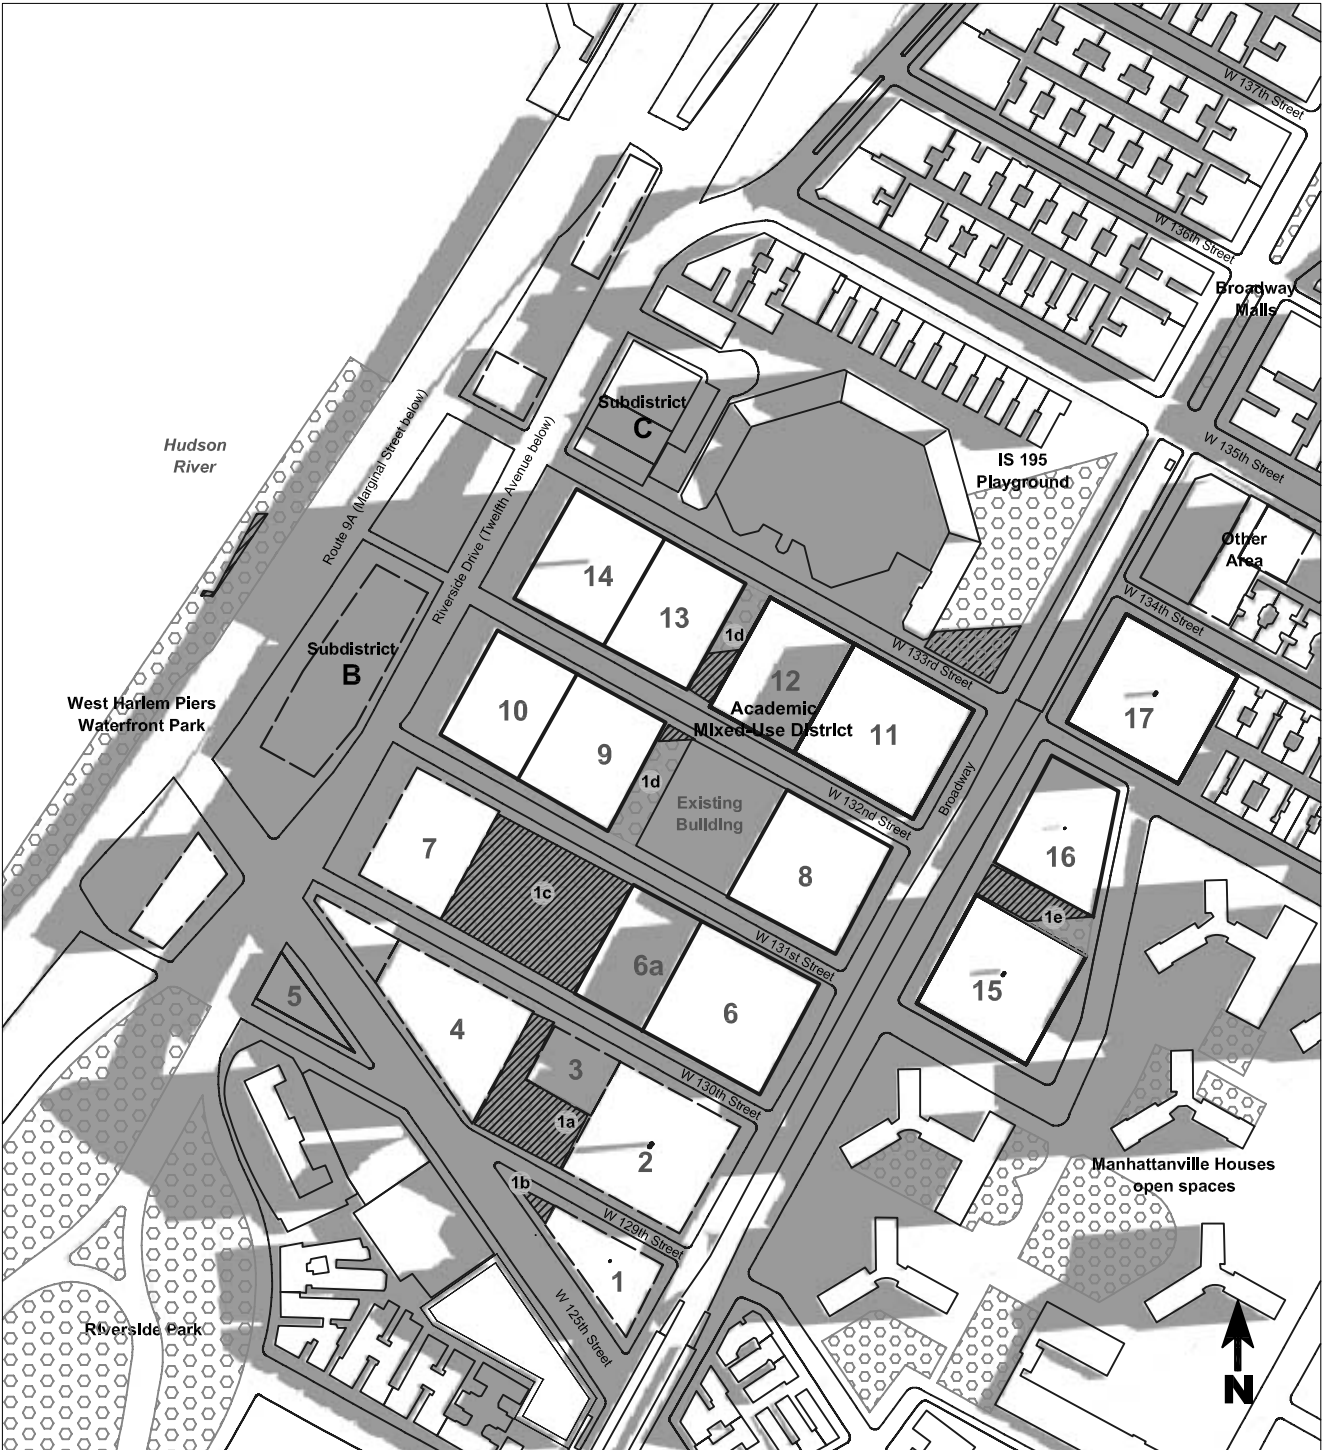 W 137th Street
W 136th Street
Broadway
Malls
Route 9A (Marginal Street below)
Riverside Drive (Twelfth Avenue below)
Subdistrict
C
W 135th Street
Hudson
River
IS 195
Playground
Other
Area
14
13
1d
W 134th Street
W 133rd Street
Subdistrict
B
12
Academic
Mixed-Use District
11
17
West Harlem Piers
Waterfront Park
10
9
1d
Existing
Building
W 132nd Street
Broadway
7
1c
8
16
1e
W 131st Street
6a
6
15
5
4
3
W 130th Street
1a
2
Manhattanville Houses
open spaces
1b
W 129th Street
1
W 125th Street
Riverside Park
N